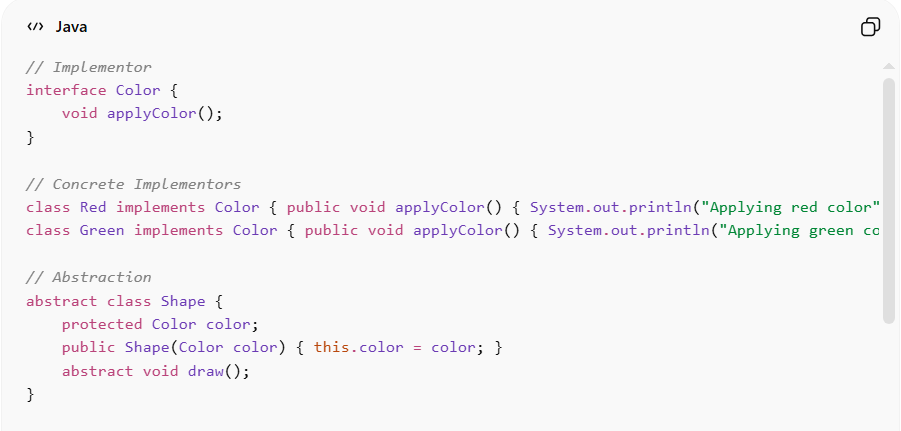 </> Java
// Implementor
interface Color {
    void applyColor();
}

// Concrete Implementors
class Red implements Color { public void applyColor() { System.out.println("Applying red color"
class Green implements Color { public void applyColor() { System.out.println("Applying green co

// Abstraction
abstract class Shape {
    protected Color color;
    public Shape(Color color) { this.color = color; }
    abstract void draw();
}